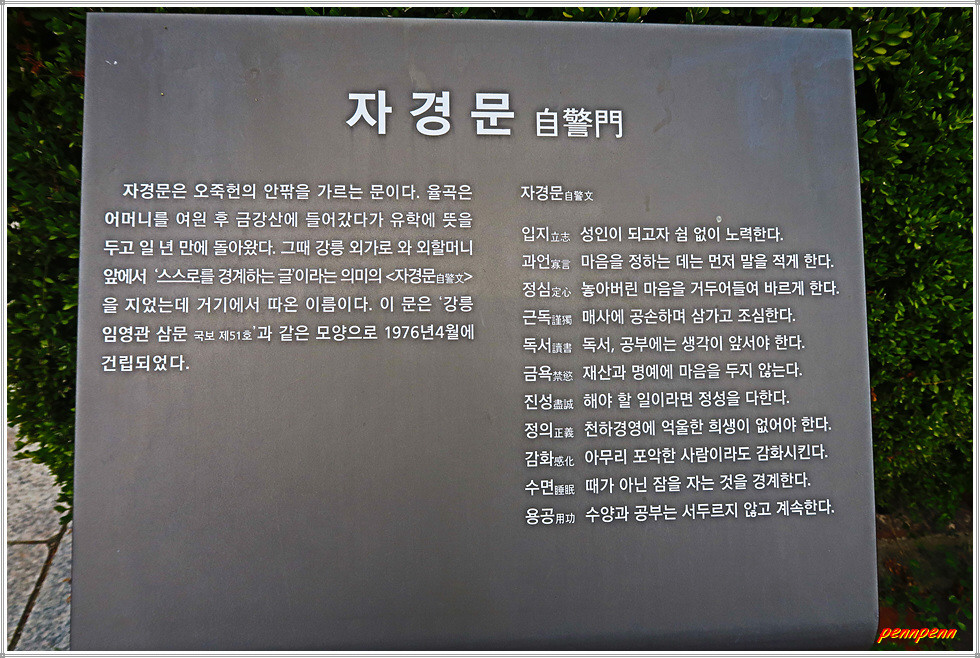 자경문 自警門
자경문은 오죽헌의 안팎을 가르는 문이다. 율곡은
어머니를 여읜 후 금강산에 들어갔다가 유학에 뜻을
두고 일 년 만에 돌아왔다. 그때 강릉 외가로 와 외할머니
앞에서 '스스로를 경계하는 글'이라는 의미의 <자경문自警文>
을 지었는데 거기에서 따온 이름이다. 이 문은 '강릉
임영관 삼문 국보 제51호'과 같은 모양으로 1976년4월에
건립되었다.
자경문自警文
입지立志 성인이 되고자 쉼 없이 노력한다.
과언寡言 마음을 정하는 데는 먼저 말을 적게 한다.
정심定心 놓아버린 마음을 거두어들여 바르게 한다.
근독謹獨 매사에 공손하며 삼가고 조심한다.
독서讀書 독서, 공부에는 생각이 앞서야 한다.
금욕禁慾 재산과 명예에 마음을 두지 않는다.
진성盡誠 해야 할 일이라면 정성을 다한다.
정의正義 천하경영에 억울한 희생이 없어야 한다.
감화感化 아무리 포악한 사람이라도 감화시킨다.
수면睡眠 때가 아닌 잠을 자는 것을 경계한다.
용공用功 수양과 공부는 서두르지 않고 계속한다.
pennpenn